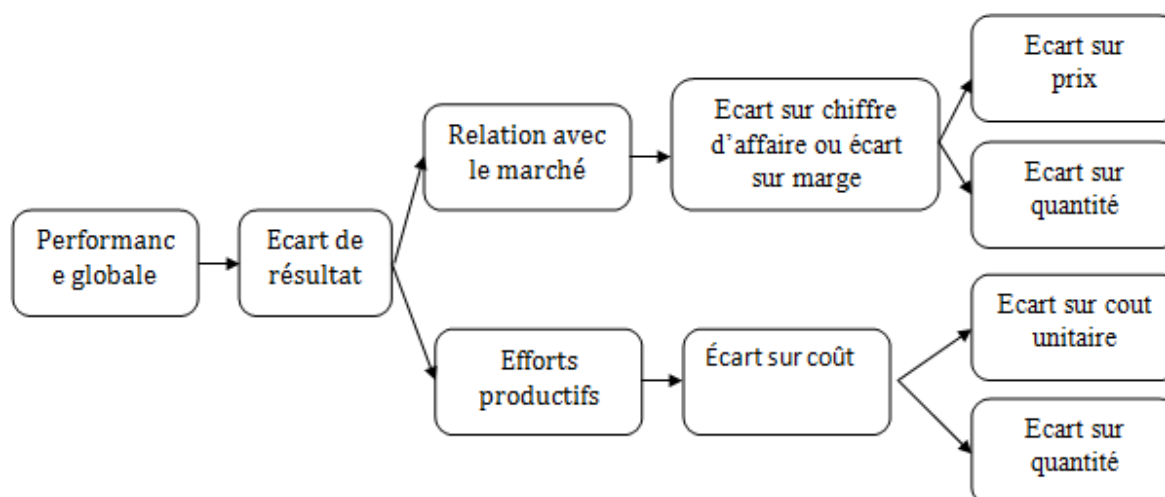 Performanc
e globale
Ecart de
résultat
Relation avec
le marché
Ecart sur chiffre
d’affaire ou écart
sur marge
Ecart sur
prix
Ecart sur
quantité
Efforts
productifs
Écart sur coût
Ecart sur cout
unitaire
Ecart sur
quantité